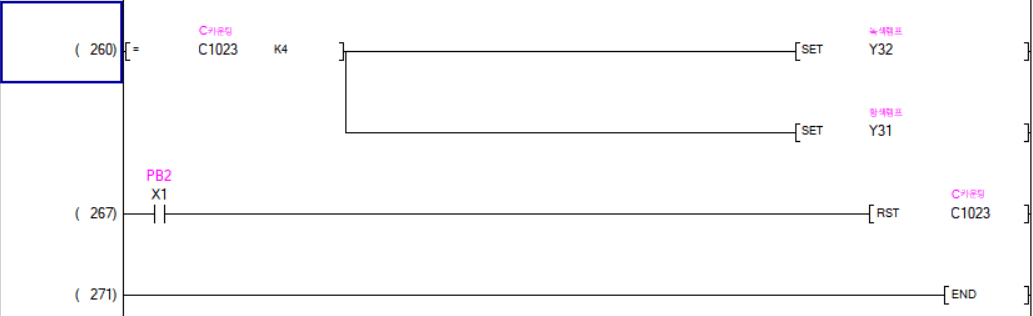 C카운팅 녹색램프
( 260) [ = C1023 K4 ] [ SET Y32 ]
황색램프
[ SET Y31 ]
PB2
X1 C카운팅
( 267) [ RST C1023 ]
( 271) [ END ]